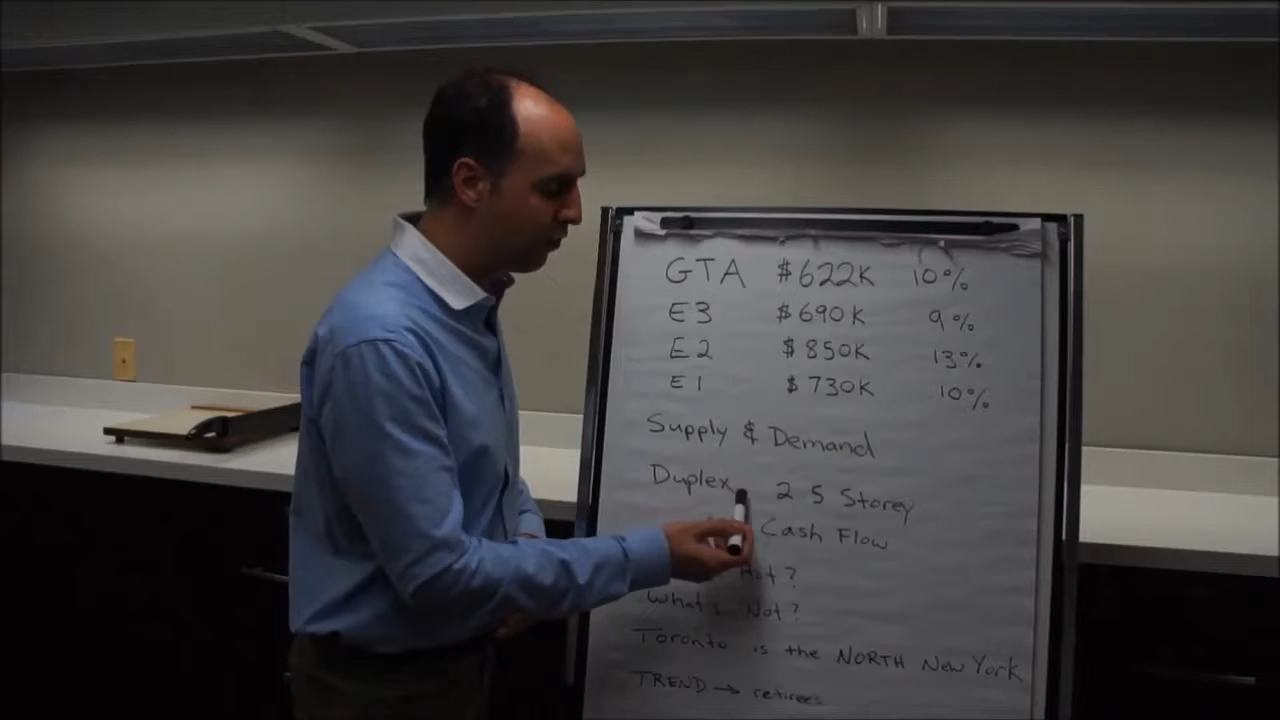 GTA $622K 10%
E3 $690K 9%
E2 $850K 13%
E1 $730K 10%
Supply & Demand
Duplex 2 5 Storey
Cash Flow
Hot?
What's Not?
Toronto is the NORTH New York
TREND → retirees